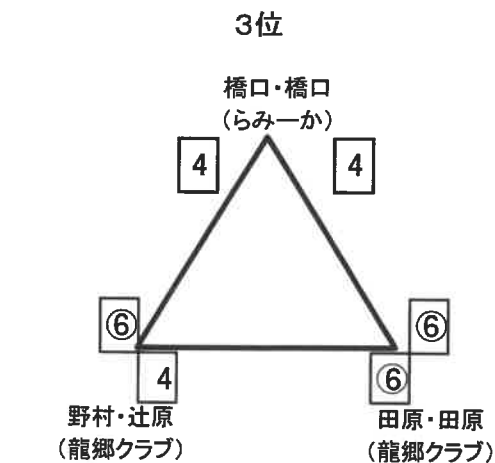 3位
橋口・橋口
(らみーか)
4 4
⑥ ⑥
4 ⑥
野村・辻原 田原・田原
(龍郷クラブ) (龍郷クラブ)